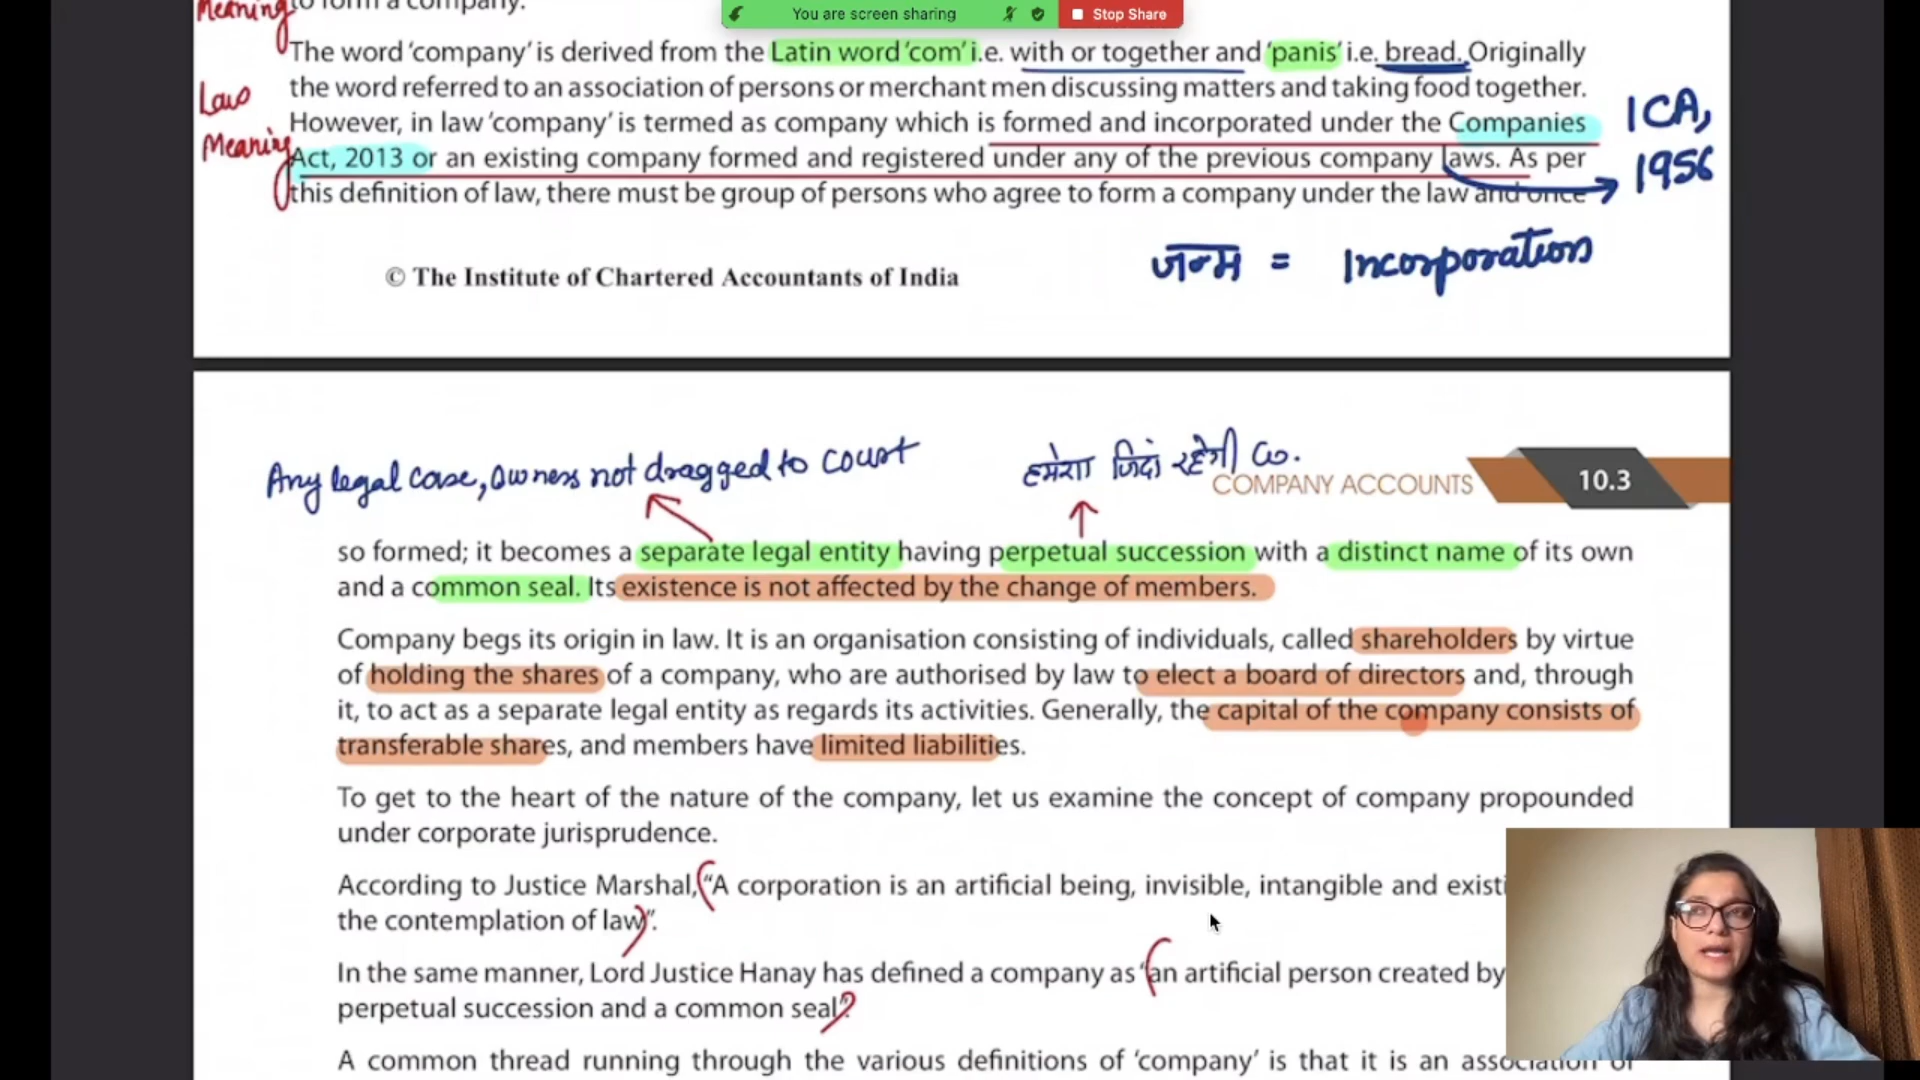 Meaning to form a company.
You are screen sharing Stop Share
The word ‘company’ is derived from the Latin word ‘com’ i.e. with or together and ‘panis’ i.e. bread. Originally
Law the word referred to an association of persons or merchant men discussing matters and taking food together. ICA,
Meaning However, in law ‘company’ is termed as company which is formed and incorporated under the Companies
Act, 2013 or an existing company formed and registered under any of the previous company laws. As per 1956
this definition of law, there must be group of persons who agree to form a company under the law and once
जन्म = Incorporation
© The Institute of Chartered Accountants of India
Any legal case, owners not dragged to court हमेशा जिंदा रहेगी Co.
COMPANY ACCOUNTS 10.3
so formed; it becomes a separate legal entity having perpetual succession with a distinct name of its own
and a common seal. Its existence is not affected by the change of members.
Company begs its origin in law. It is an organisation consisting of individuals, called shareholders by virtue
of holding the shares of a company, who are authorised by law to elect a board of directors and, through
it, to act as a separate legal entity as regards its activities. Generally, the capital of the company consists of
transferable shares, and members have limited liabilities.
To get to the heart of the nature of the company, let us examine the concept of company propounded
under corporate jurisprudence.
According to Justice Marshal, “A corporation is an artificial being, invisible, intangible and existi
the contemplation of law”.
In the same manner, Lord Justice Hanay has defined a company as “an artificial person created by
perpetual succession and a common seal”.
A common thread running through the various definitions of ‘company’ is that it is an association of